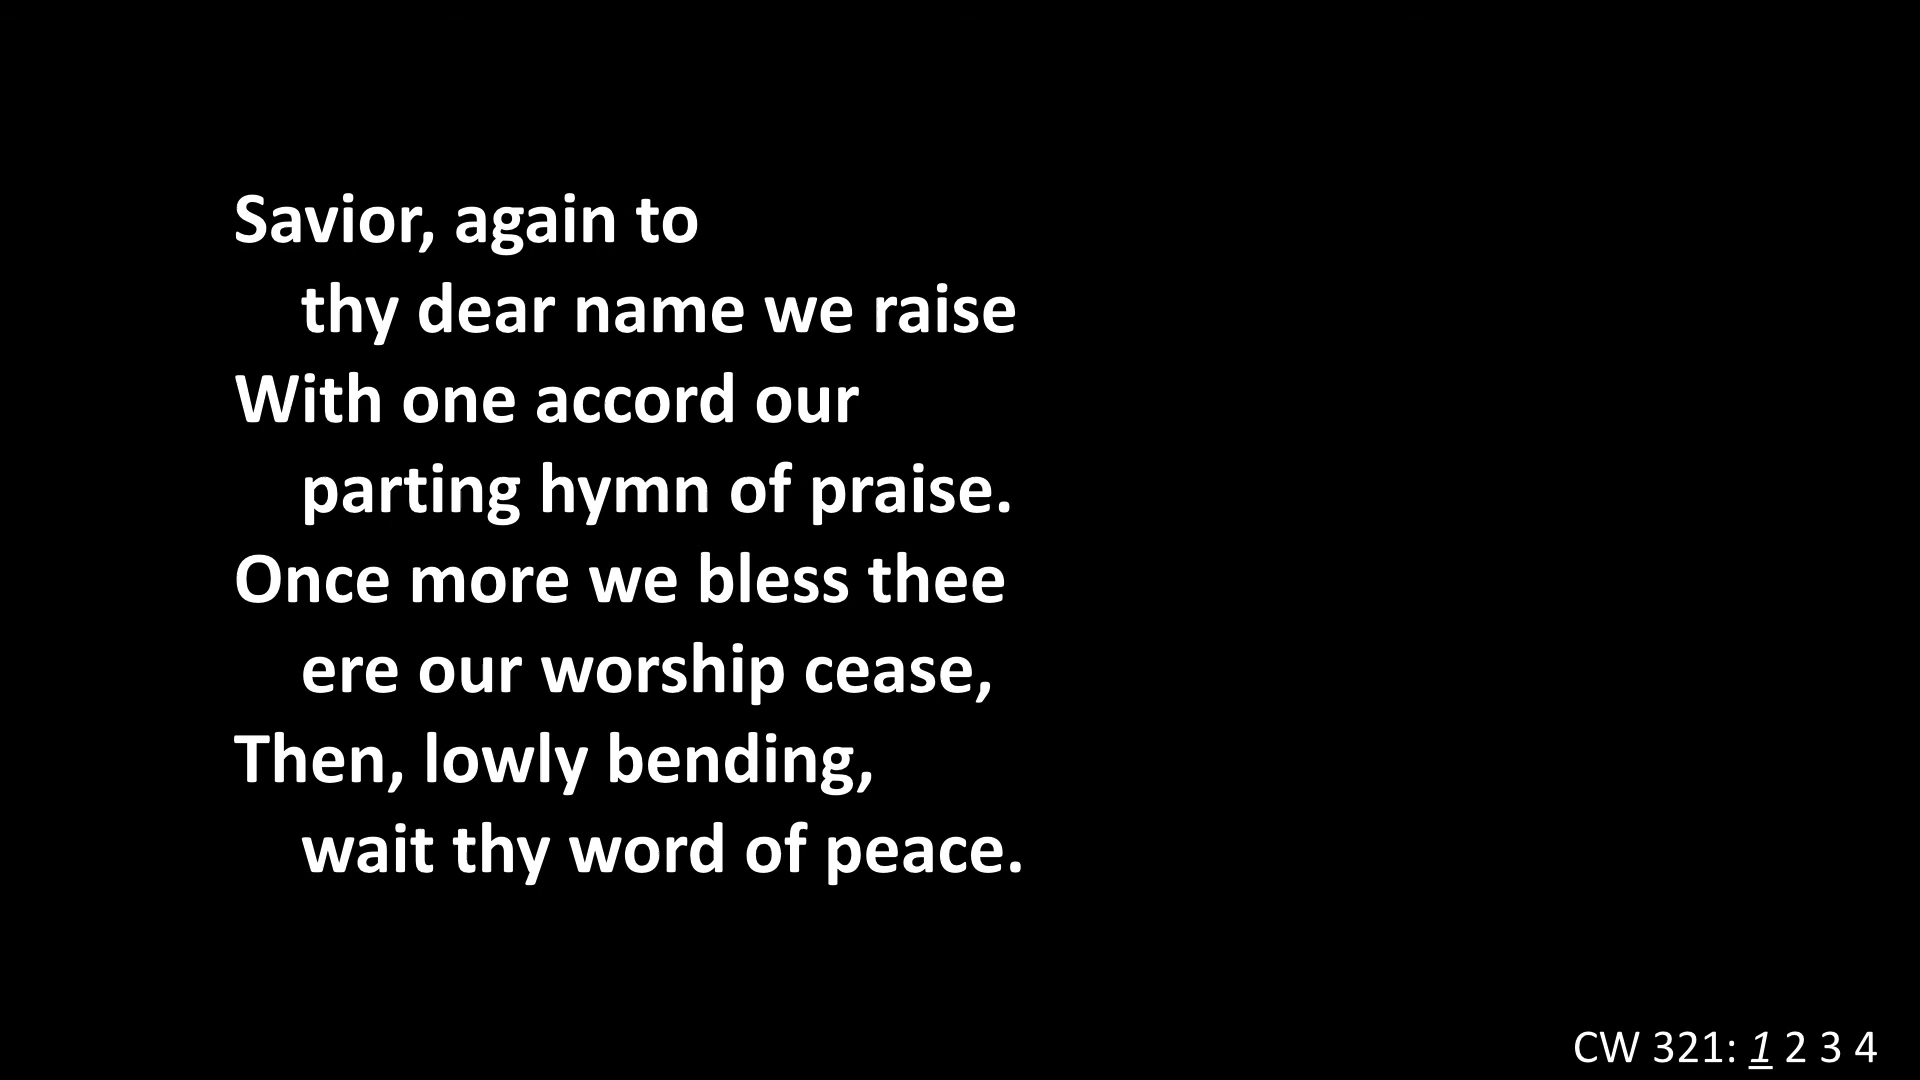 Savior, again to
thy dear name we raise
With one accord our
parting hymn of praise.
Once more we bless thee
ere our worship cease,
Then, lowly bending,
wait thy word of peace.
CW 321: 1 2 3 4